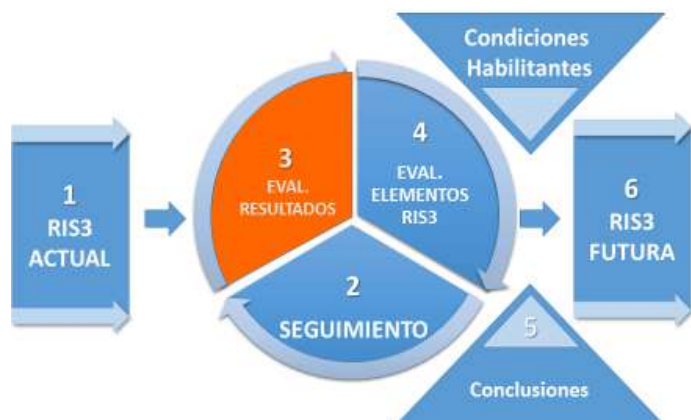 1
RIS3
ACTUAL
3
EVAL.
RESULTADOS
4
EVAL.
ELEMENTOS
RIS3
2
SEGUIMIENTO
Condiciones
Habilitantes
5
Conclusiones
6
RIS3
FUTURA